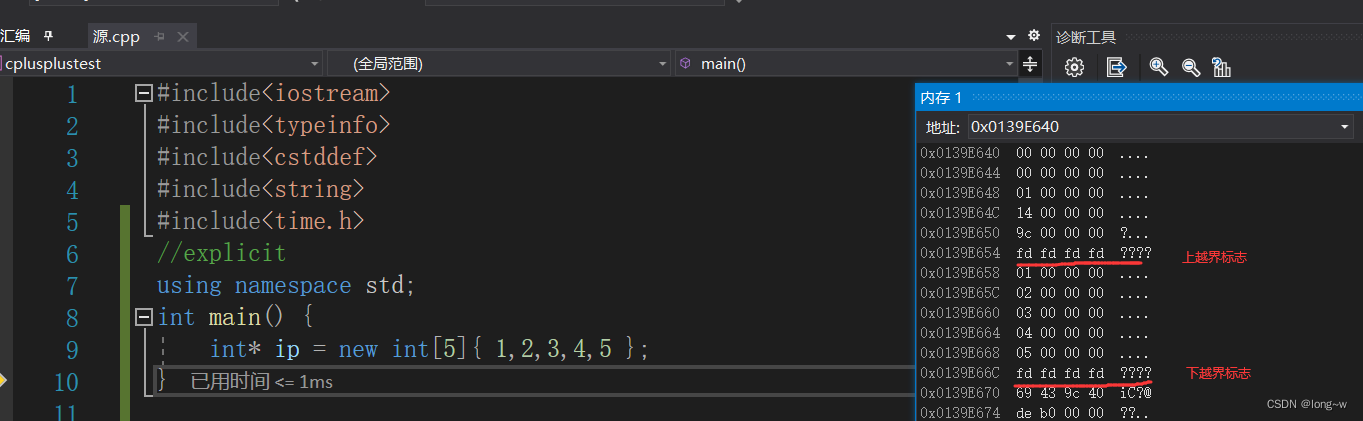 汇编
源.cpp
诊断工具
cplusplustest
(全局范围)
main()
1 #include<iostream>
2 #include<typeinfo>
3 #include<cstddef>
4 #include<string>
5 #include<time.h>
6 //explicit
7 using namespace std;
8 int main() {
9 int* ip = new int[5]{ 1,2,3,4,5 };
10 } 已用时间 <= 1ms
11
内存 1
地址: 0x0139E640
0x0139E640 00 00 00 00 ....
0x0139E644 00 00 00 00 ....
0x0139E648 01 00 00 00 ....
0x0139E64C 14 00 00 00 ....
0x0139E650 9c 00 00 00 ?...
0x0139E654 fd fd fd fd ???? 上越界标志
0x0139E658 01 00 00 00 ....
0x0139E65C 02 00 00 00 ....
0x0139E660 03 00 00 00 ....
0x0139E664 04 00 00 00 ....
0x0139E668 05 00 00 00 ....
0x0139E66C fd fd fd fd ???? 下越界标志
0x0139E670 69 43 9c 40 iC?@
0x0139E674 de b0 00 00 ??..
CSDN @long~w